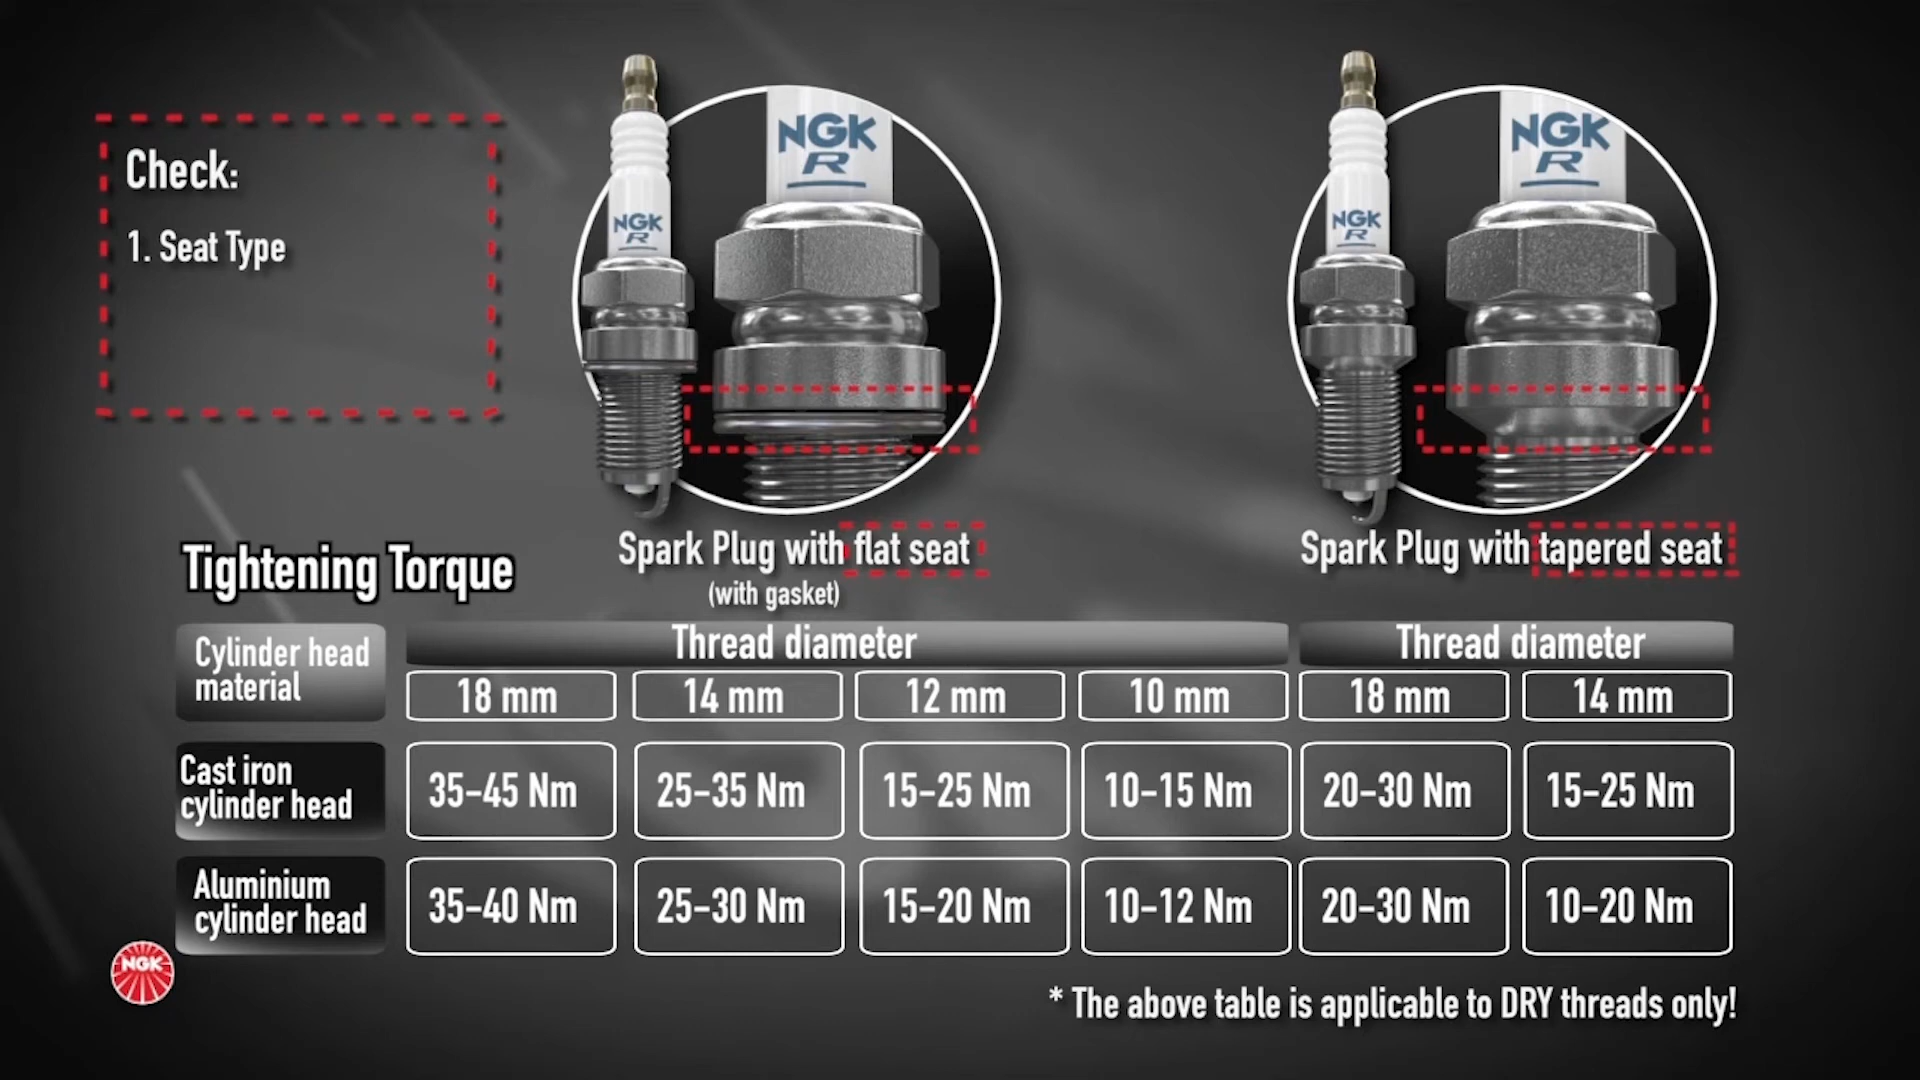 Check:
1. Seat Type
NGK
R
NGK
R
NGK
R
NGK
R
Spark Plug with flat seat
(with gasket)
Spark Plug with tapered seat
Tightening Torque
Cylinder head
material
Thread diameter
Thread diameter
18 mm
14 mm
12 mm
10 mm
18 mm
14 mm
Cast iron
cylinder head
35-45 Nm
25-35 Nm
15-25 Nm
10-15 Nm
20-30 Nm
15-25 Nm
Aluminium
cylinder head
35-40 Nm
25-30 Nm
15-20 Nm
10-12 Nm
20-30 Nm
10-20 Nm
NGK
* The above table is applicable to DRY threads only!